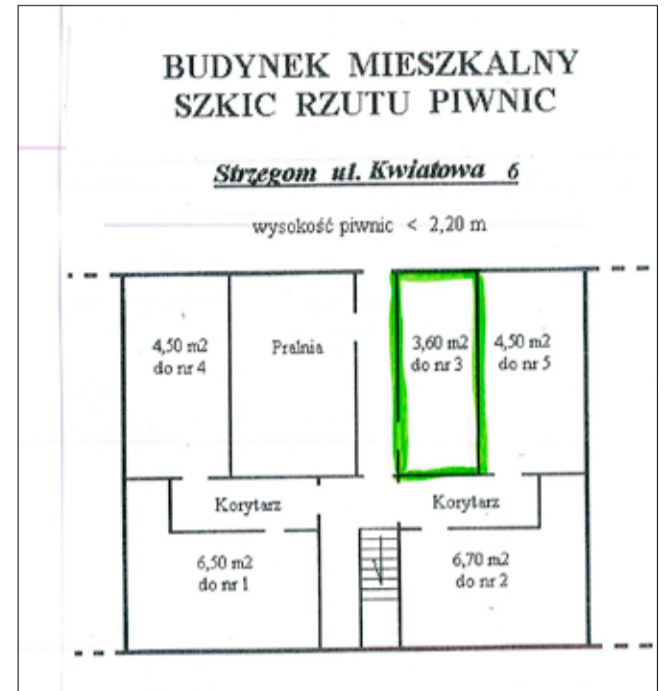 BUDYNEK MIESZKALNY
SZKIC RZUTU PIWNIC
Strzegom ul. Kwiatowa 6
wysokość piwnic < 2,20 m
4,50 m2
do nr 4
Pralnia
3,60 m2
do nr 3
4,50 m2
do nr 5
Korytarz
Korytarz
6,50 m2
do nr 1
6,70 m2
do nr 2